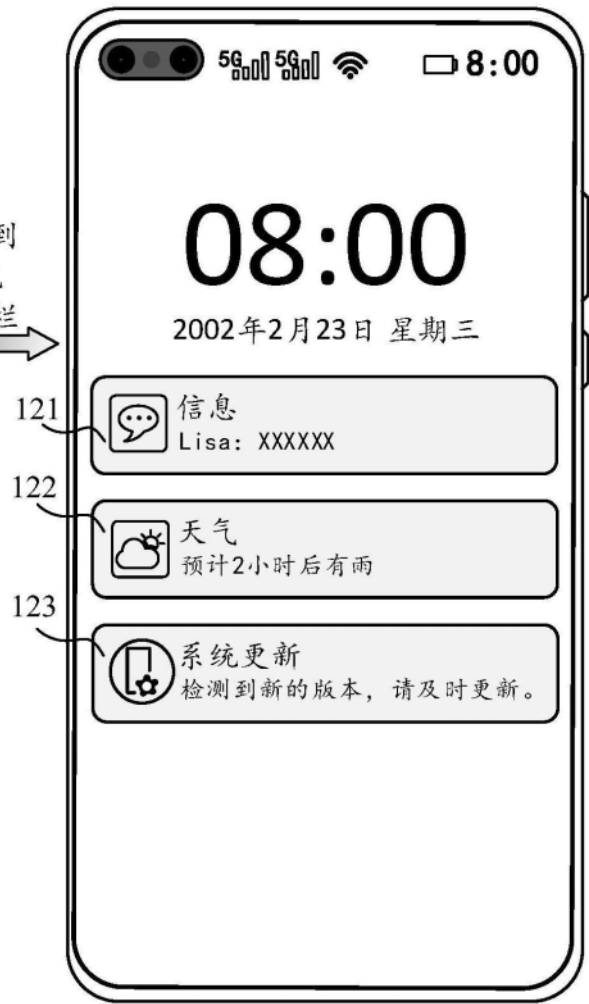 5G 5G 8:00
08:00
2002年2月23日 星期三
到
栏
121
信息
Lisa: XXXXXX
122
天气
预计2小时后有雨
123
系统更新
检测到新的版本，请及时更新。